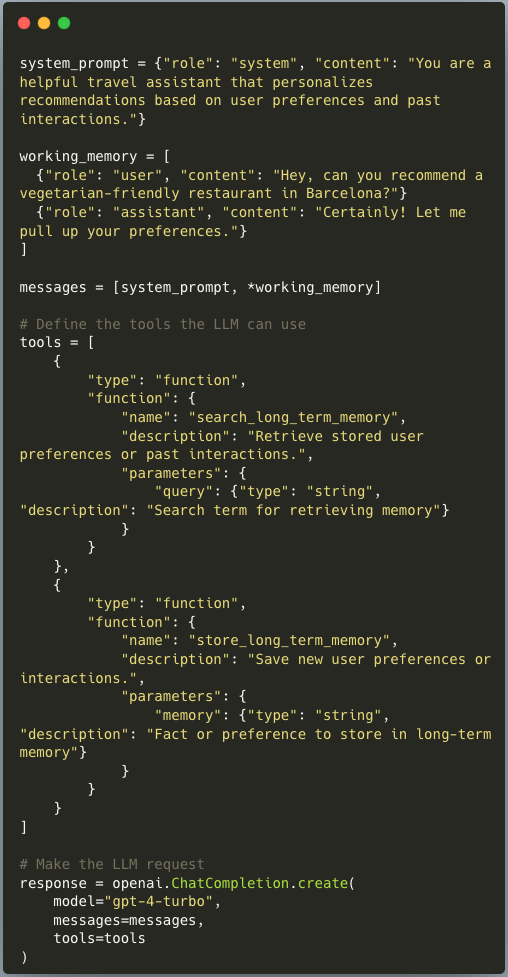 system_prompt = {"role": "system", "content": "You are a
helpful travel assistant that personalizes
recommendations based on user preferences and past
interactions."}

working_memory = [
  {"role": "user", "content": "Hey, can you recommend a
vegetarian-friendly restaurant in Barcelona?"}
  {"role": "assistant", "content": "Certainly! Let me
pull up your preferences."}
]

messages = [system_prompt, *working_memory]

# Define the tools the LLM can use
tools = [
    {
        "type": "function",
        "function": {
            "name": "search_long_term_memory",
            "description": "Retrieve stored user
preferences or past interactions.",
            "parameters": {
                "query": {"type": "string",
"description": "Search term for retrieving memory"}
            }
        }
    },
    {
        "type": "function",
        "function": {
            "name": "store_long_term_memory",
            "description": "Save new user preferences or
interactions.",
            "parameters": {
                "memory": {"type": "string",
"description": "Fact or preference to store in long-term
memory"}
            }
        }
    }
]

# Make the LLM request
response = openai.ChatCompletion.create(
    model="gpt-4-turbo",
    messages=messages,
    tools=tools
)